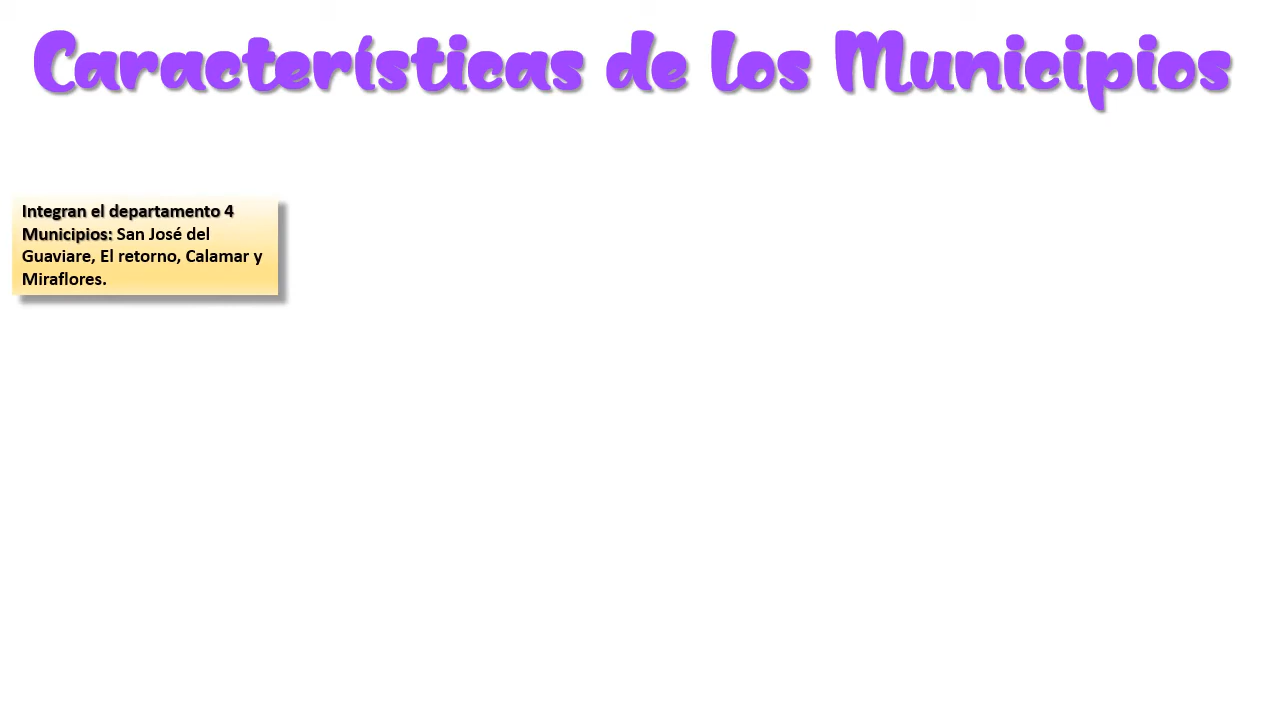 Características de los Municipios
Integran el departamento 4
Municipios: San José del
Guaviare, El retorno, Calamar y
Miraflores.